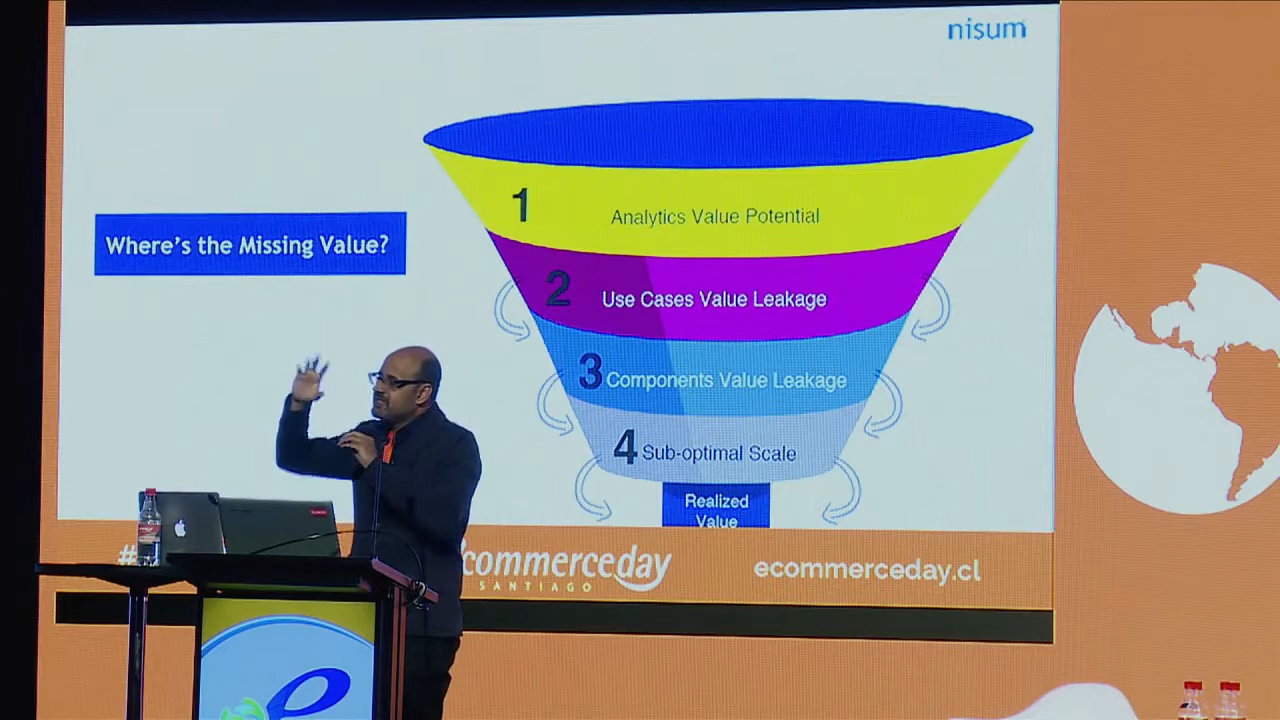 nisum
Where's the Missing Value?
1
Analytics Value Potential
2
Use Cases Value Leakage
3
Components Value Leakage
4
Sub-optimal Scale
Realized
Value
#
commerceday
SANTIAGO
ecommerceday.cl
e